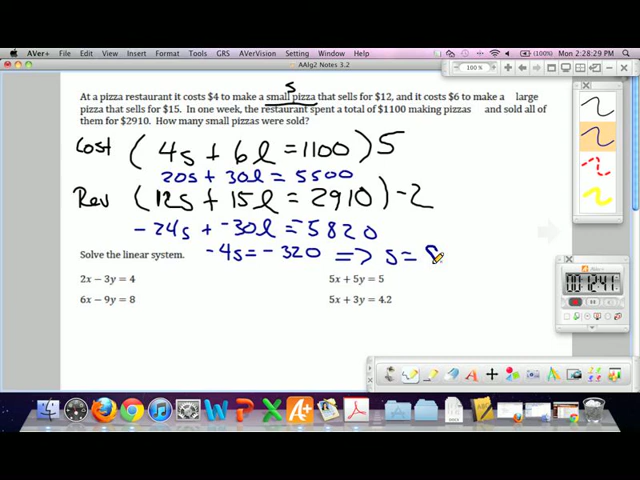 AVer+ File Edit View Insert Format Tools GRS AVerVision Window Help (100%) Mon 2:28:29 PM
AAlg2 Notes 3.2
100%
s
At a pizza restaurant it costs $4 to make a small pizza that sells for $12, and it costs $6 to make a large
pizza that sells for $15. In one week, the restaurant spent a total of $1100 making pizzas and sold all of
them for $2910. How many small pizzas were sold?
Cost (4s + 6l = 1100) 5
20s + 30l = 5500
Rev (12s + 15l = 2910) -2
-24s + -30l = 5820
-4s = -320 => s = 8
Solve the linear system.
2x – 3y = 4
5x + 5y = 5
6x – 9y = 8
5x + 3y = 4.2
00:12:41